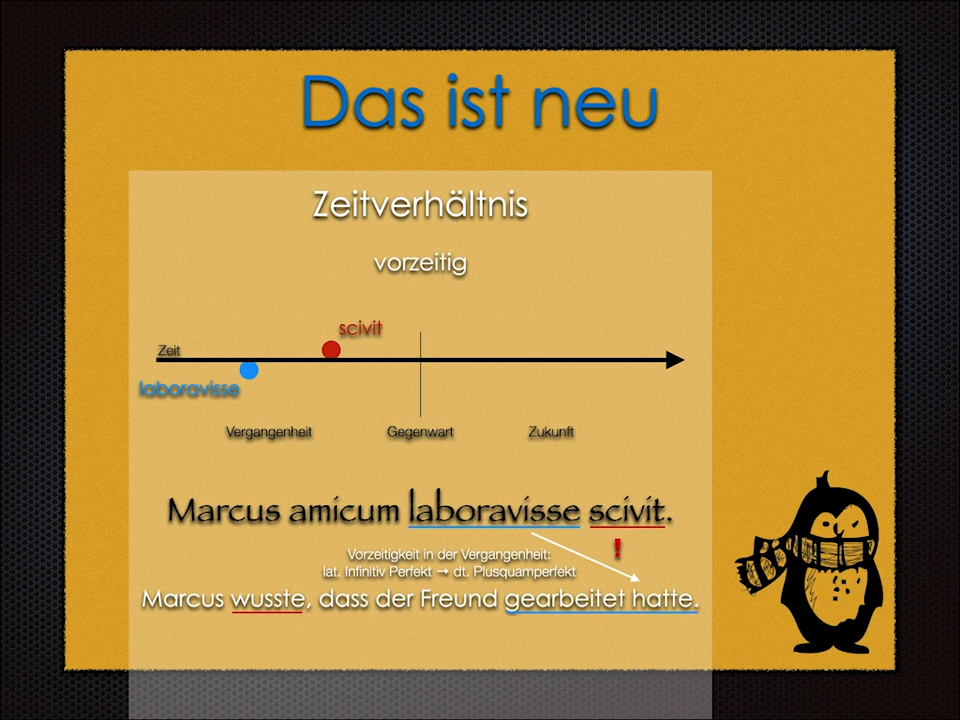 Das ist neu
Zeitverhältnis
vorzeitig
scivit
Zeit
laboravisse
Vergangenheit
Gegenwart
Zukunft
Marcus amicum laboravisse scivit.
!
Vorzeitigkeit in der Vergangenheit:
lat. Infinitiv Perfekt → dt. Plusquamperfekt
Marcus wusste, dass der Freund gearbeitet hatte.